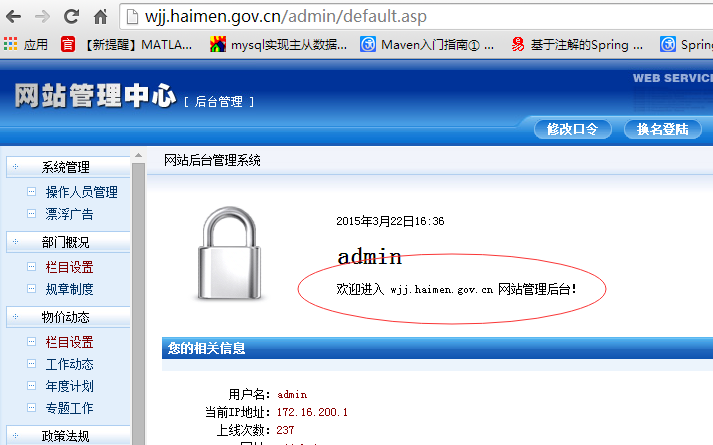 wjj.haimen.gov.cn/admin/default.asp
应用 【新提醒】MATLA... mysql实现主从数据... Maven入门指南① ... 基于注解的Spring ... Spring
网站管理中心 [ 后台管理 ] WEB SERVIC
修改口令 换名登陆
系统管理
操作人员管理
漂浮广告
部门概况
栏目设置
规章制度
物价动态
栏目设置
工作动态
年度计划
专题工作
政策法规
网站后台管理系统
2015年3月22日16:36
admin
欢迎进入 wjj.haimen.gov.cn 网站管理后台!
您的相关信息
用户名: admin
当前IP地址: 172.16.200.1
上线次数: 237